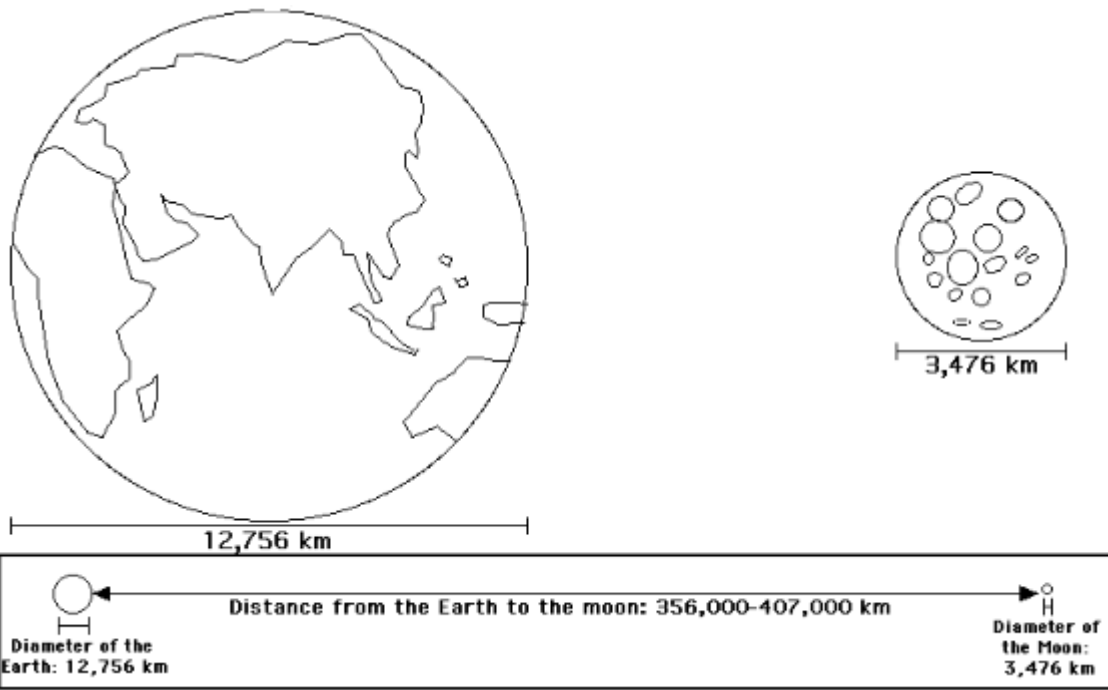 3,476 km
12,756 km
Distance from the Earth to the moon: 356,000-407,000 km
Diameter of the
Earth: 12,756 km
Diameter of
the Moon:
3,476 km